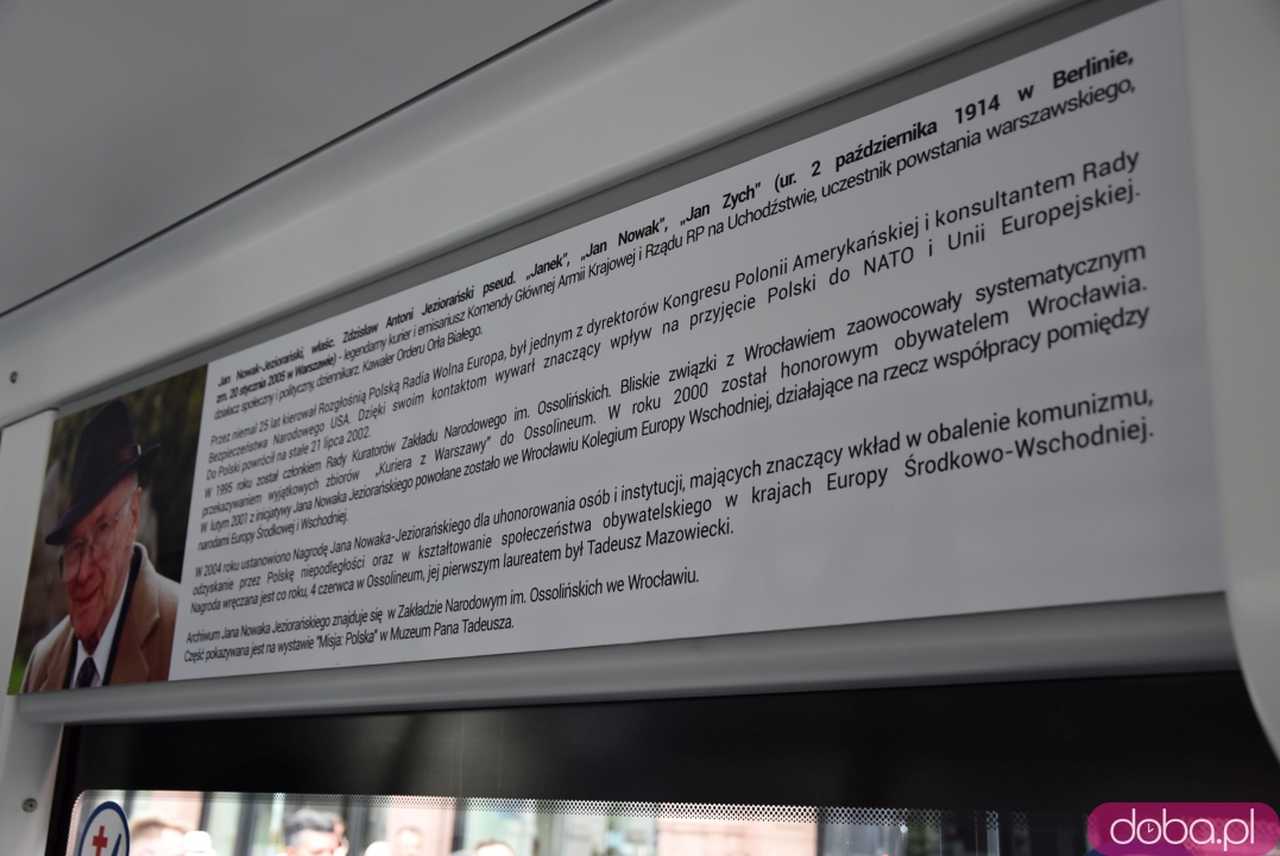 Jan Nowak-Jeziorański, właśc. Zdzisław Antoni Jeziorański pseud. „Janek", „Jan Nowak", „Jan Zych" (ur. 2 października 1914 w Berlinie,
zm. 20 stycznia 2005 w Warszawie) - legendarny kurier i emisariusz Komendy Głównej Armii Krajowej i Rządu RP na Uchodźstwie, uczestnik powstania warszawskiego,
działacz społeczny i polityczny, dziennikarz. Kawaler Orderu Orła Białego.
Przez niemal 25 lat kierował Rozgłośnią Polską Radia Wolna Europa, był jednym z dyrektorów Kongresu Polonii Amerykańskiej i konsultantem Rady
Bezpieczeństwa Narodowego USA. Dzięki swoim kontaktom wywarł znaczący wpływ na przyjęcie Polski do NATO i Unii Europejskiej.
Do Polski powrócił na stałe 21 lipca 2002.
W 1995 roku został członkiem Rady Kuratorów Zakładu Narodowego im. Ossolińskich. Bliskie związki z Wrocławiem zaowocowały systematycznym
przekazywaniem wyjątkowych zbiorów „Kuriera z Warszawy" do Ossolineum. W roku 2000 został honorowym obywatelem Wrocławia.
W lutym 2001 z inicjatywy Jana Nowaka Jeziorańskiego powołane zostało we Wrocławiu Kolegium Europy Wschodniej, działające na rzecz współpracy pomiędzy
narodami Europy Środkowej i Wschodniej.
W 2004 roku ustanowiono Nagrodę Jana Nowaka-Jeziorańskiego dla uhonorowania osób i instytucji, mających znaczący wkład w obalenie komunizmu,
odzyskanie przez Polskę niepodległości oraz w kształtowanie społeczeństwa obywatelskiego w krajach Europy Środkowo-Wschodniej.
Nagroda wręczana jest co roku, 4 czerwca w Ossolineum, jej pierwszym laureatem był Tadeusz Mazowiecki.
Archiwum Jana Nowaka Jeziorańskiego znajduje się w Zakładzie Narodowym im. Ossolińskich we Wrocławiu.
Część pokazywana jest na wystawie "Misja: Polska" w Muzeum Pana Tadeusza.
doba.pl